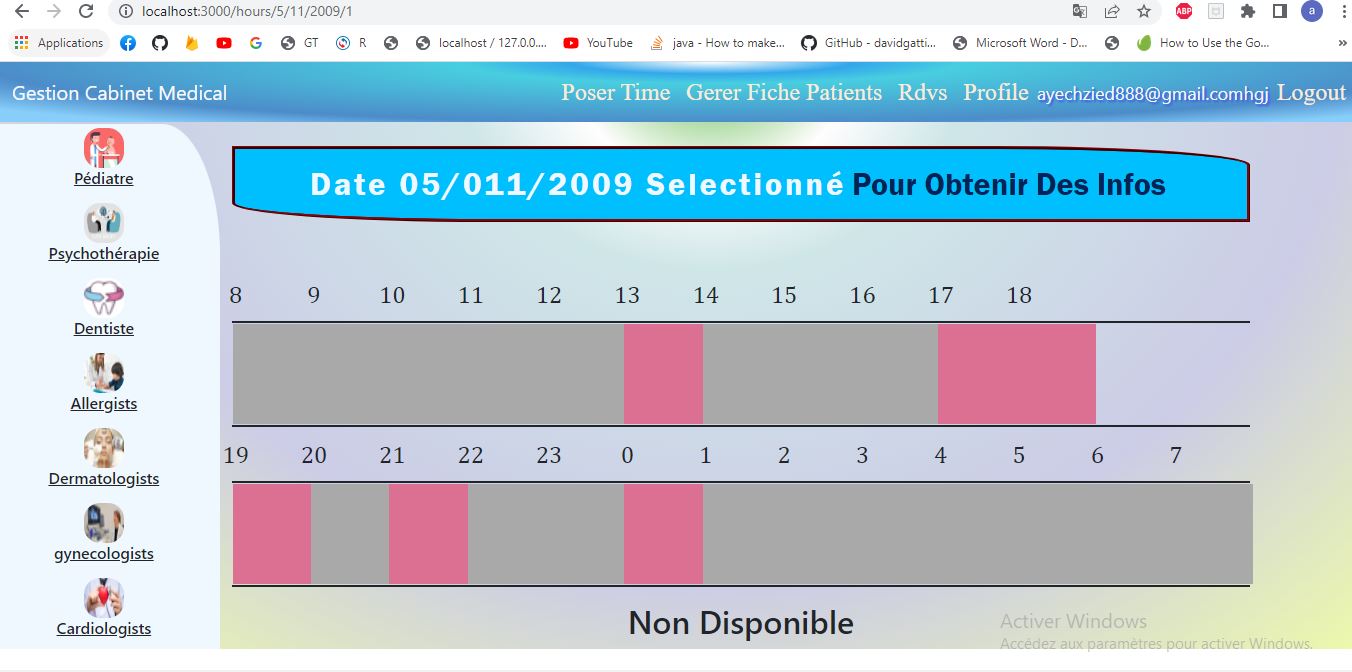 localhost:3000/hours/5/11/2009/1
ABP
a
Applications GT R localhost / 127.0.0.... YouTube java - How to make... GitHub - davidgatti... Microsoft Word - D... How to Use the Go... »
Gestion Cabinet Medical Poser Time Gerer Fiche Patients Rdvs Profile ayechzied888@gmail.comhgj Logout
Pédiatre
Psychothérapie
Dentiste
Allergists
Dermatologists
gynecologists
Cardiologists
Date 05/011/2009 Selectionné Pour Obtenir Des Infos
8 9 10 11 12 13 14 15 16 17 18
19 20 21 22 23 0 1 2 3 4 5 6 7
Non Disponible
Activer Windows
Accédez aux paramètres pour activer Windows.